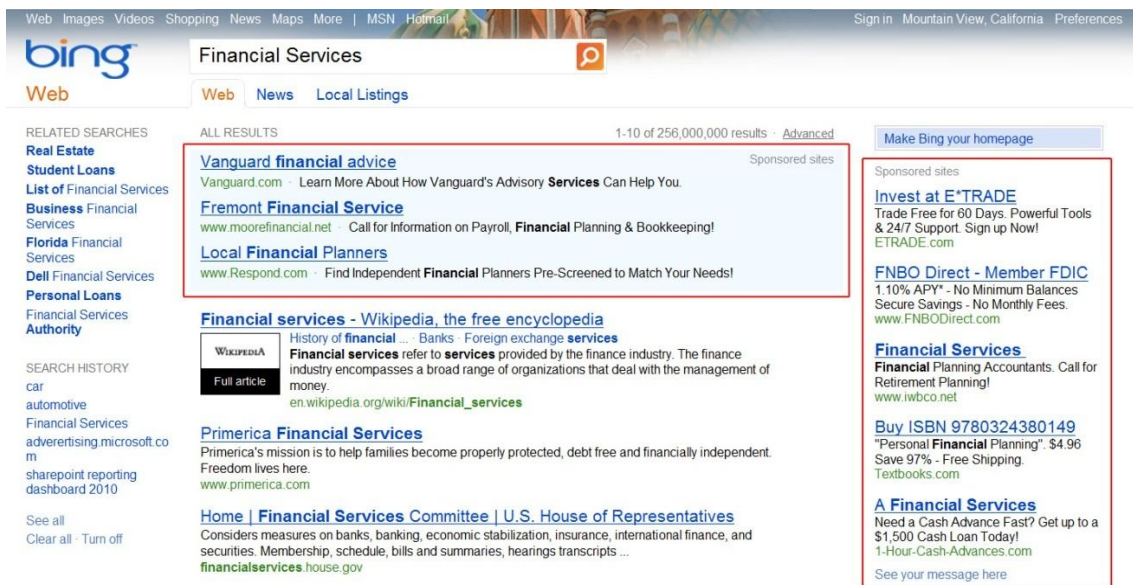 Web Images Videos Shopping News Maps More | MSN Hotmail
Sign in Mountain View, California Preferences
bing
Financial Services
Web
Web News Local Listings
RELATED SEARCHES
Real Estate
Student Loans
List of Financial Services
Business Financial
Services
Florida Financial
Services
Dell Financial Services
Personal Loans
Financial Services
Authority
SEARCH HISTORY
car
automotive
Financial Services
adverertising.microsoft.co
m
sharepoint reporting
dashboard 2010
See all
Clear all · Turn off
ALL RESULTS
1-10 of 256,000,000 results · Advanced
Vanguard financial advice
Sponsored sites
Vanguard.com · Learn More About How Vanguard's Advisory Services Can Help You.
Fremont Financial Service
www.moorefinancial.net · Call for Information on Payroll, Financial Planning & Bookkeeping!
Local Financial Planners
www.Respond.com · Find Independent Financial Planners Pre-Screened to Match Your Needs!
Financial services - Wikipedia, the free encyclopedia
WIKIPEDIA
Full article
History of financial ... · Banks · Foreign exchange services
Financial services refer to services provided by the finance industry. The finance
industry encompasses a broad range of organizations that deal with the management of
money.
en.wikipedia.org/wiki/Financial_services
Primerica Financial Services
Primerica's mission is to help families become properly protected, debt free and financially independent.
Freedom lives here.
www.primerica.com
Home | Financial Services Committee | U.S. House of Representatives
Considers measures on banks, banking, economic stabilization, insurance, international finance, and
securities. Membership, schedule, bills and summaries, hearings transcripts ...
financialservices.house.gov
Make Bing your homepage
Sponsored sites
Invest at E*TRADE
Trade Free for 60 Days. Powerful Tools
& 24/7 Support. Sign up Now!
ETRADE.com
FNBO Direct - Member FDIC
1.10% APY* - No Minimum Balances
Secure Savings - No Monthly Fees.
www.FNBODirect.com
Financial Services
Financial Planning Accountants. Call for
Retirement Planning!
www.iwbco.net
Buy ISBN 9780324380149
"Personal Financial Planning". $4.96
Save 97% - Free Shipping.
Textbooks.com
A Financial Services
Need a Cash Advance Fast? Get up to a
$1,500 Cash Loan Today!
1-Hour-Cash-Advances.com
See your message here